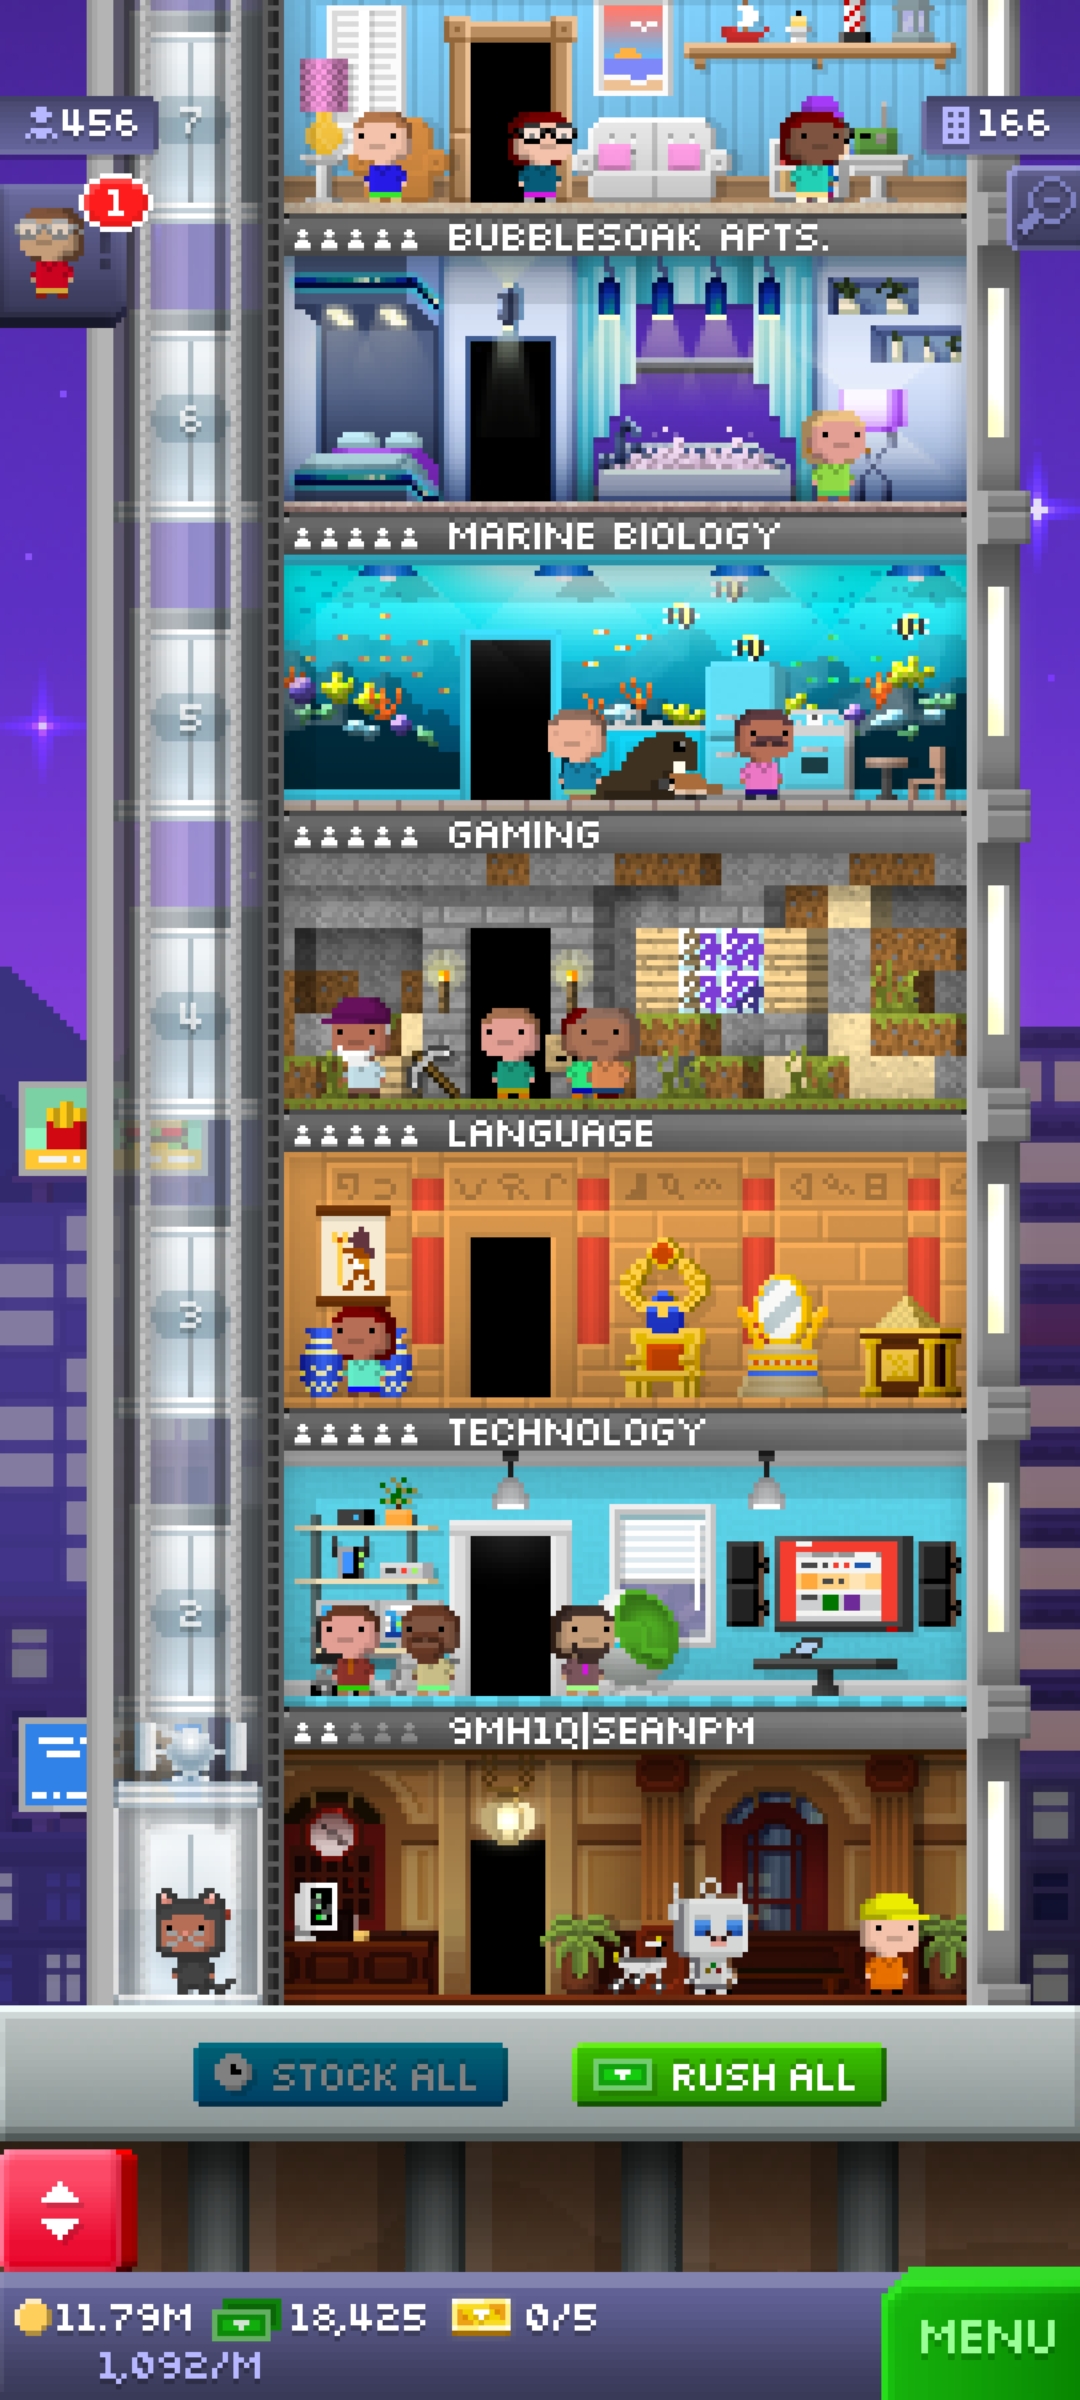 7
456
166
1
BUBBLESOAK APTS.
6
MARINE BIOLOGY
5
GAMING
4
LANGUAGE
3
TECHNOLOGY
2
9MH1Q|SEANPM
1
STOCK ALL
RUSH ALL
11.79M
18,425
0/5
1,092/M
MENU